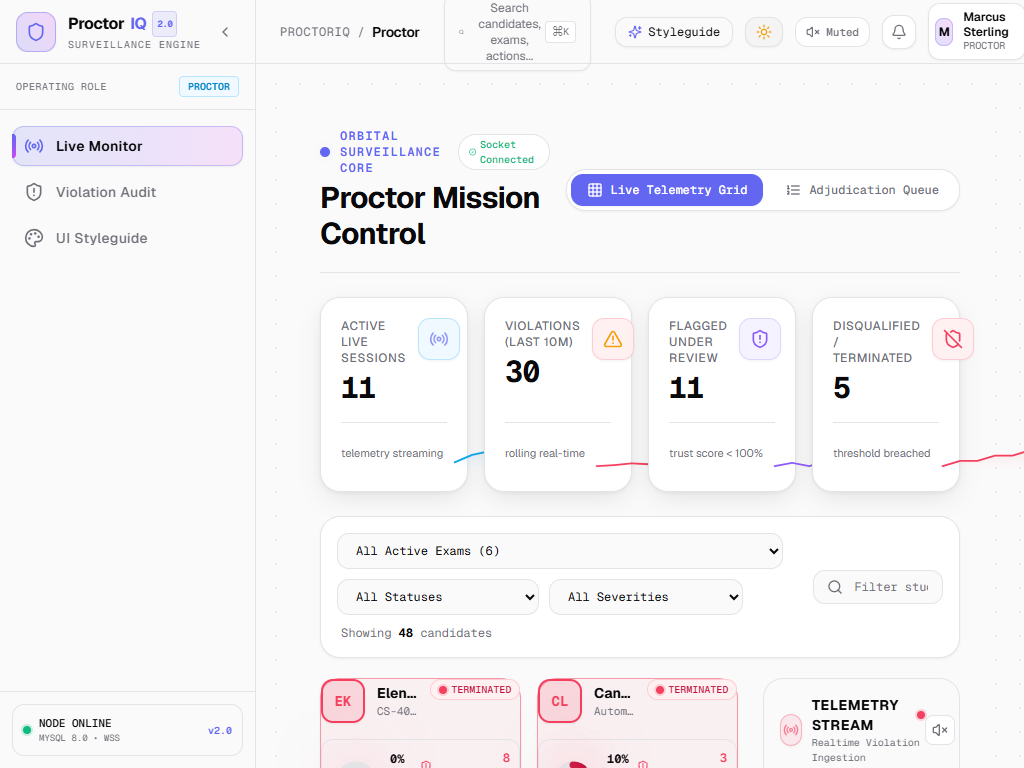 Proctor IQ 2.0
SURVEILLANCE ENGINE
OPERATING ROLE PROCTOR
Live Monitor
Violation Audit
UI Styleguide
NODE ONLINE
MYSQL 8.0 • WSS
v2.0
PROCTORIQ / Proctor
Search
candidates,
exams,
actions…
⌘K
Styleguide
Muted
M
Marcus
Sterling
PROCTOR
ORBITAL
SURVEILLANCE
CORE
Socket
Connected
Proctor Mission
Control
Live Telemetry Grid
Adjudication Queue
ACTIVE
LIVE
SESSIONS
11
telemetry streaming
VIOLATIONS
(LAST 10M)
30
rolling real-time
FLAGGED
UNDER
REVIEW
11
trust score < 100%
DISQUALIFIED
/
TERMINATED
5
threshold breached
All Active Exams (6)
All Statuses
All Severities
Showing 48 candidates
EK
Elen…
CS-40…
TERMINATED
0%
8
CL
Can…
Autom…
TERMINATED
10%
3
TELEMETRY
STREAM
Realtime Violation
Ingestion